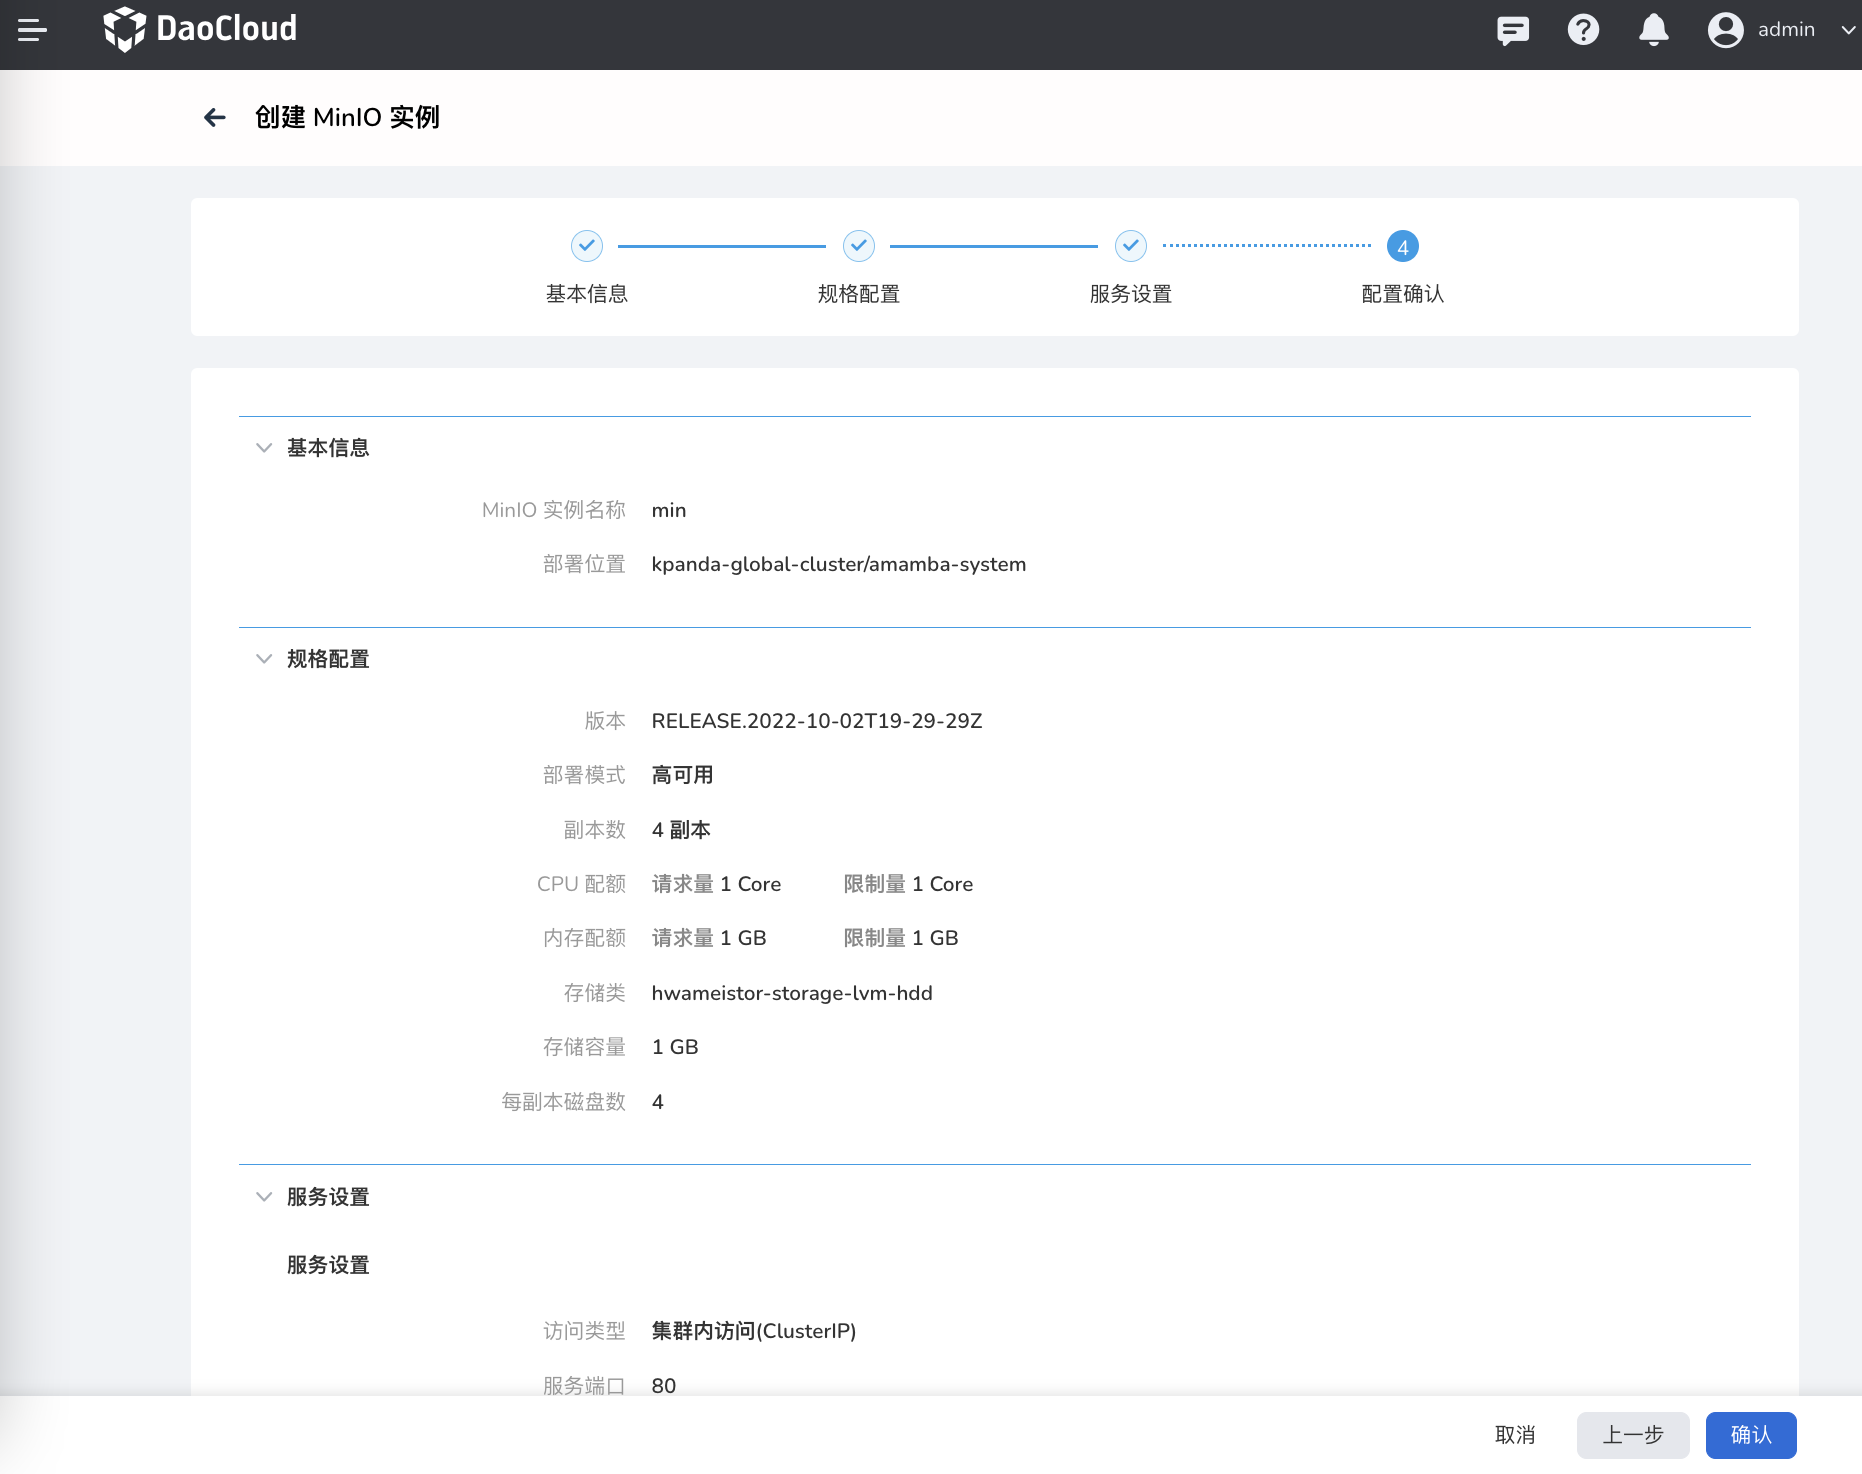 DaoCloud
admin
创建 MinIO 实例
4
基本信息
规格配置
服务设置
配置确认
基本信息
MinIO 实例名称 min
部署位置 kpanda-global-cluster/amamba-system
规格配置
版本 RELEASE.2022-10-02T19-29-29Z
部署模式 高可用
副本数 4 副本
CPU 配额 请求量 1 Core 限制量 1 Core
内存配额 请求量 1 GB 限制量 1 GB
存储类 hwameistor-storage-lvm-hdd
存储容量 1 GB
每副本磁盘数 4
服务设置
服务设置
访问类型 集群内访问(ClusterIP)
服务端口 80
取消
上一步
确认